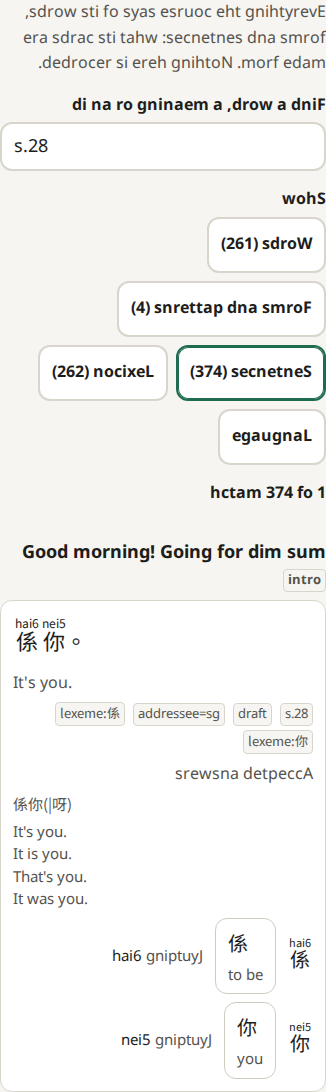 ,sdrow sti fo syas esruoc eht gnihtyrevE
era sdrac sti tahw :secnetnes dna smrof
.deredro si ereh gnihtoN .mrof edam
di na ro gninaem a ,drow a dniF
s.28
wohS
(261) sdroW
(4) snrettap dna smroF
(262) nocixeL (374) secnetneS
egaugnaL
hctam 374 fo 1
Good morning! Going for dim sum
intro
hai6 nei5
係 你。
It's you.
lexeme:係 addressee=sg draft s.28
lexeme:你
srewsna detpeccA
係你(|呀)
It's you.
It is you.
That's you.
It was you.
hai6 gniptuyJ 係 hai6
to be 係
nei5 gniptuyJ 你 nei5
you 你